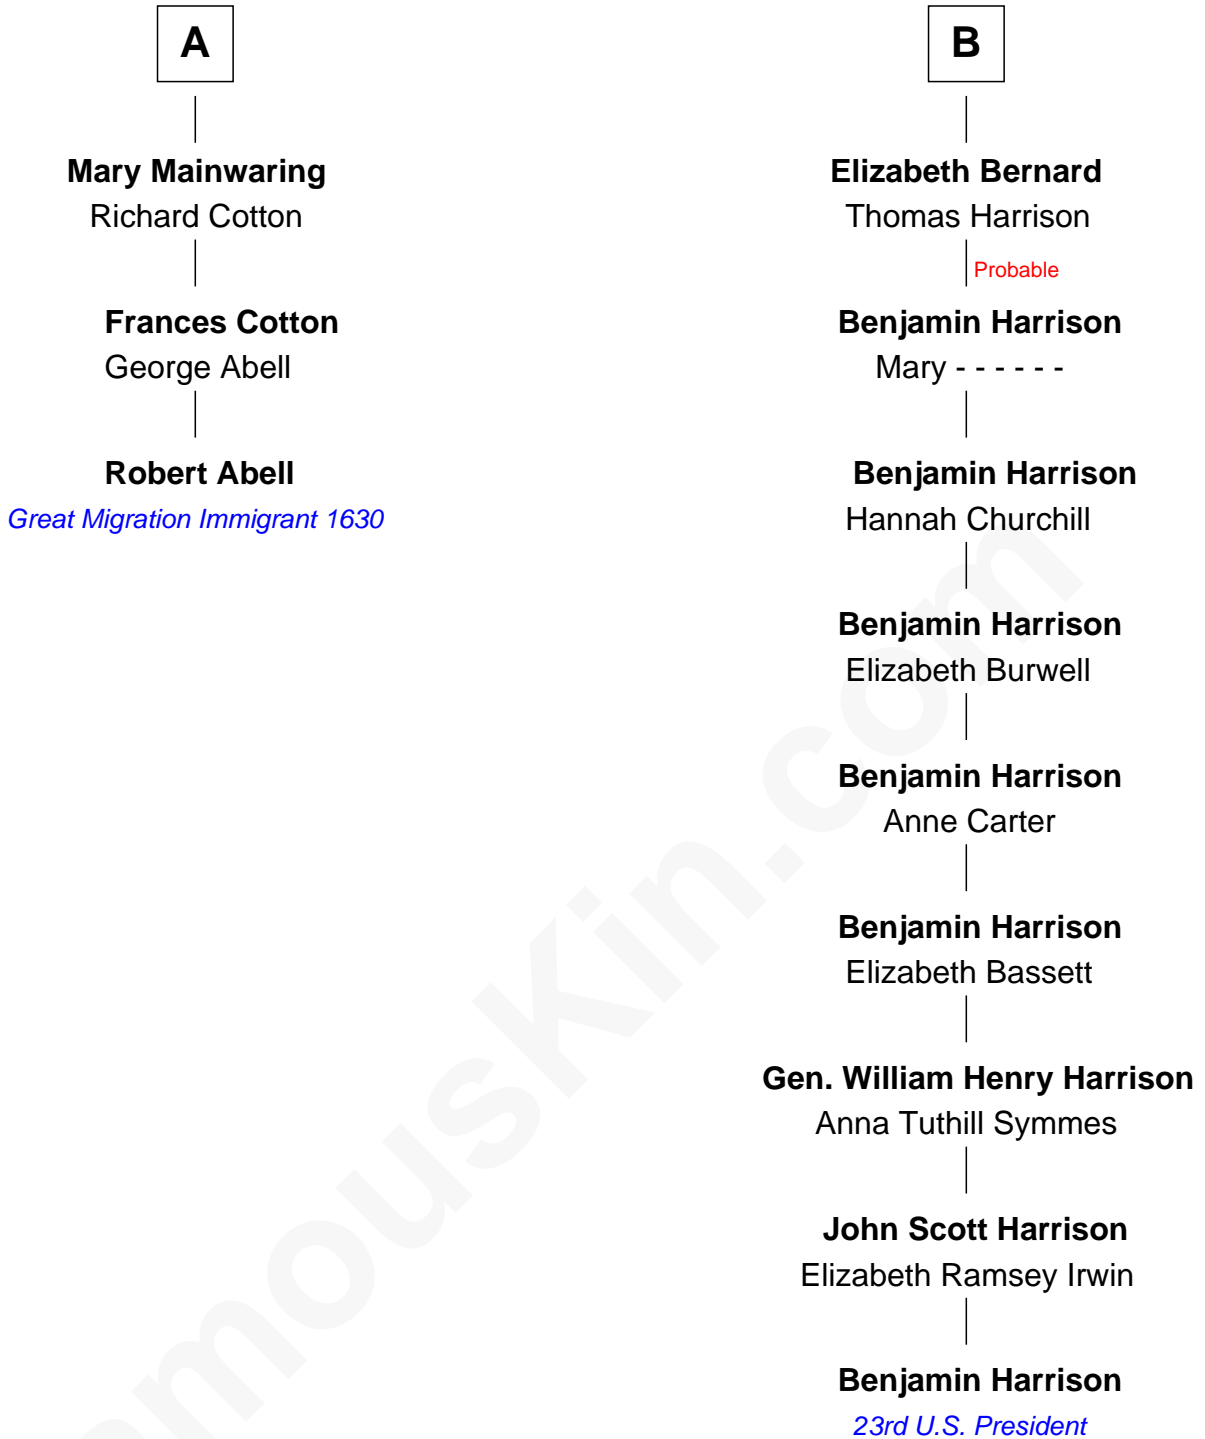 A
Mary Mainwaring
Richard Cotton
Frances Cotton
George Abell
Robert Abell
Great Migration Immigrant 1630
B
Elizabeth Bernard
Thomas Harrison
Probable
Benjamin Harrison
Mary - - - - - -
Benjamin Harrison
Hannah Churchill
Benjamin Harrison
Elizabeth Burwell
Benjamin Harrison
Anne Carter
Benjamin Harrison
Elizabeth Bassett
Gen. William Henry Harrison
Anna Tuthill Symmes
John Scott Harrison
Elizabeth Ramsey Irwin
Benjamin Harrison
23rd U.S. President
amouskin.com